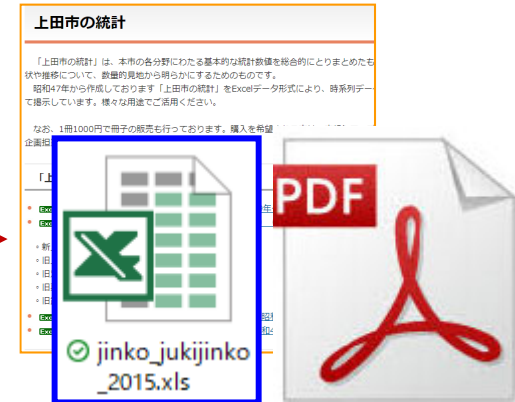 上田市の統計
「上田市の統計」は、本市の各分野にわたる基本的な統計数値を総合的にとりまとめたも
状や推移について、数量的見地から明らかにするためのものです。
昭和47年から作成しております「上田市の統計」をExcelデータ形式により、時系列デー
て掲示しています。様々な用途でご活用ください。
なお、1冊1000円で冊子の販売も行っております。購入を希望
企画担
「上
PDF
jinko_jukijinko
_2015.xls